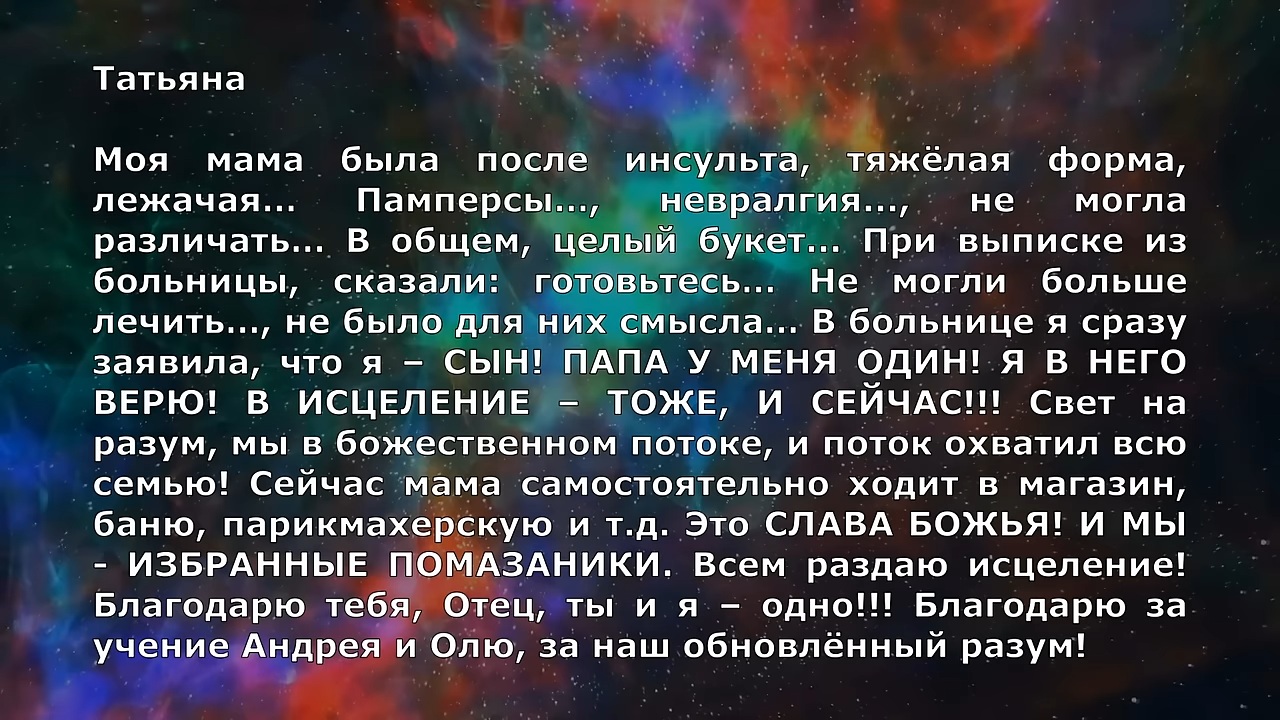 Татьяна
Моя мама была после инсульта, тяжёлая форма,
лежачая... Памперсы..., невралгия..., не могла
различать... В общем, целый букет... При выписке из
больницы, сказали: готовьтесь... Не могли больше
лечить..., не было для них смысла... В больнице я сразу
заявила, что я – СЫН! ПАПА У МЕНЯ ОДИН! Я В НЕГО
ВЕРЮ! В ИСЦЕЛЕНИЕ – ТОЖЕ, И СЕЙЧАС!!! Свет на
разум, мы в божественном потоке, и поток охватил всю
семью! Сейчас мама самостоятельно ходит в магазин,
баню, парикмахерскую и т.д. Это СЛАВА БОЖЬЯ! И МЫ
- ИЗБРАННЫЕ ПОМАЗАНИКИ. Всем раздаю исцеление!
Благодарю тебя, Отец, ты и я – одно!!! Благодарю за
учение Андрея и Олю, за наш обновлённый разум!